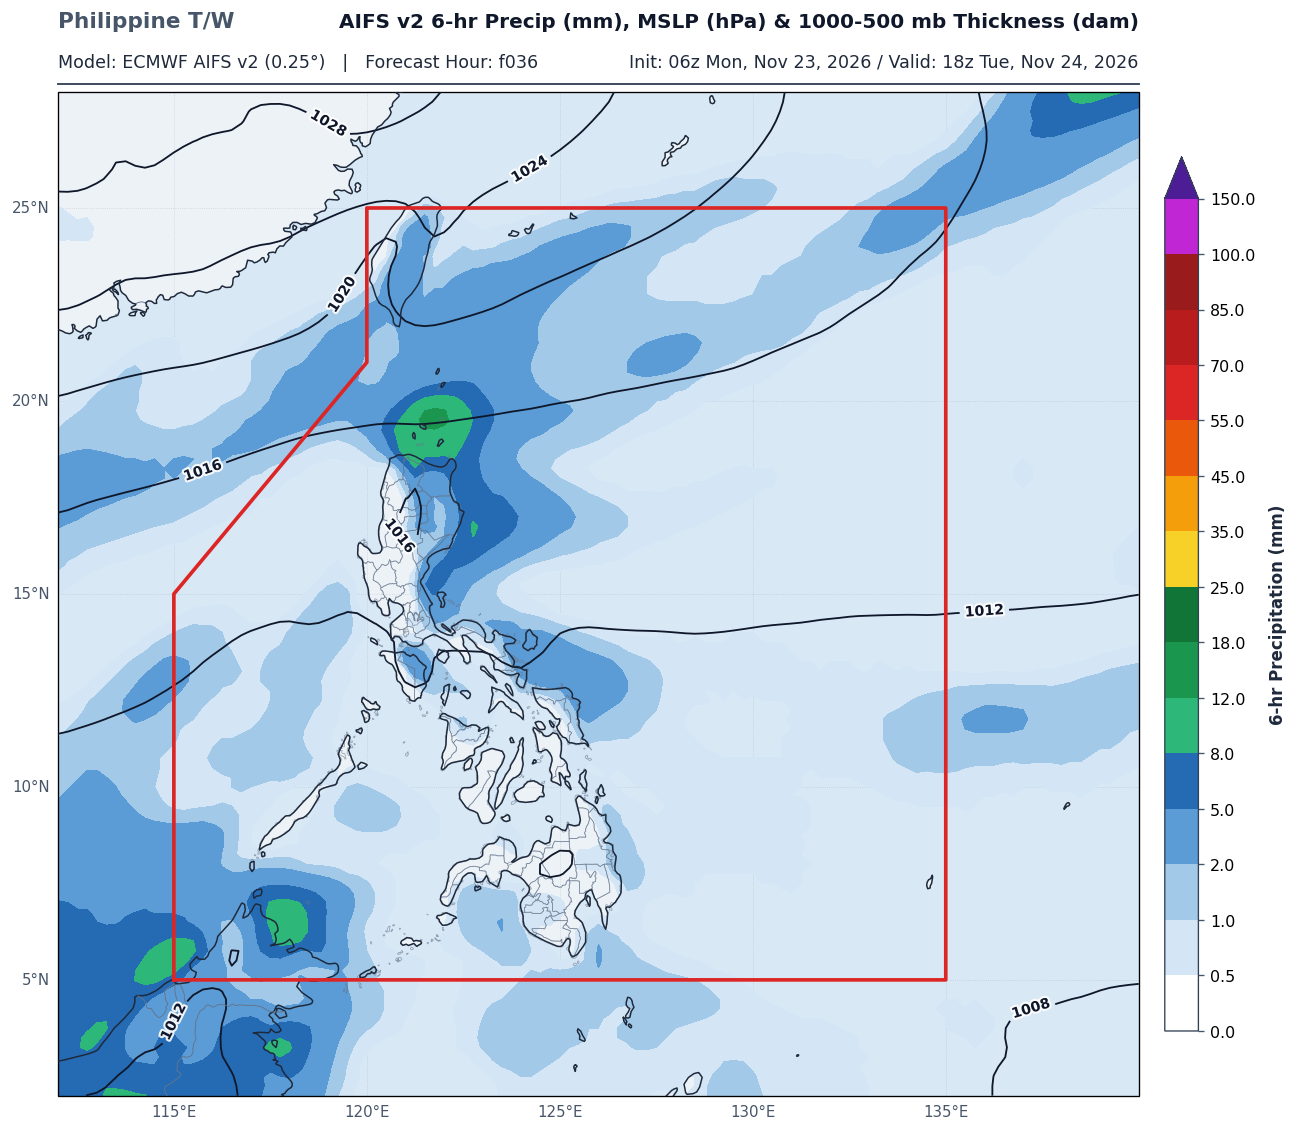 Philippine T/W
AIFS v2 6-hr Precip (mm), MSLP (hPa) & 1000-500 mb Thickness (dam)
Model: ECMWF AIFS v2 (0.25°) | Forecast Hour: f036
Init: 06z Mon, Nov 23, 2026 / Valid: 18z Tue, Nov 24, 2026
1028
1024
1020
1016
1016
1012
1012
1008
25°N
20°N
15°N
10°N
5°N
115°E
120°E
125°E
130°E
135°E
150.0
100.0
85.0
70.0
55.0
45.0
35.0
25.0
18.0
12.0
8.0
5.0
2.0
1.0
0.5
0.0
6-hr Precipitation (mm)